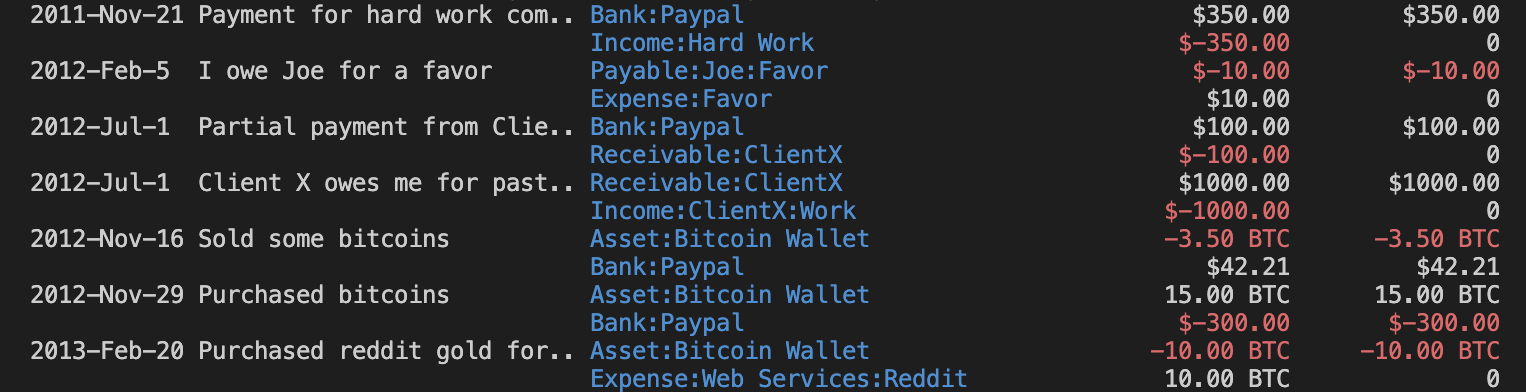 2011-Nov-21 Payment for hard work com.. Bank:Paypal $350.00 $350.00
Income:Hard Work $-350.00 0
2012-Feb-5 I owe Joe for a favor Payable:Joe:Favor $-10.00 $-10.00
Expense:Favor $10.00 0
2012-Jul-1 Partial payment from Clie.. Bank:Paypal $100.00 $100.00
Receivable:ClientX $-100.00 0
2012-Jul-1 Client X owes me for past.. Receivable:ClientX $1000.00 $1000.00
Income:ClientX:Work $-1000.00 0
2012-Nov-16 Sold some bitcoins Asset:Bitcoin Wallet -3.50 BTC -3.50 BTC
Bank:Paypal $42.21 $42.21
2012-Nov-29 Purchased bitcoins Asset:Bitcoin Wallet 15.00 BTC 15.00 BTC
Bank:Paypal $-300.00 $-300.00
2013-Feb-20 Purchased reddit gold for.. Asset:Bitcoin Wallet -10.00 BTC -10.00 BTC
Expense:Web Services:Reddit 10.00 BTC 0